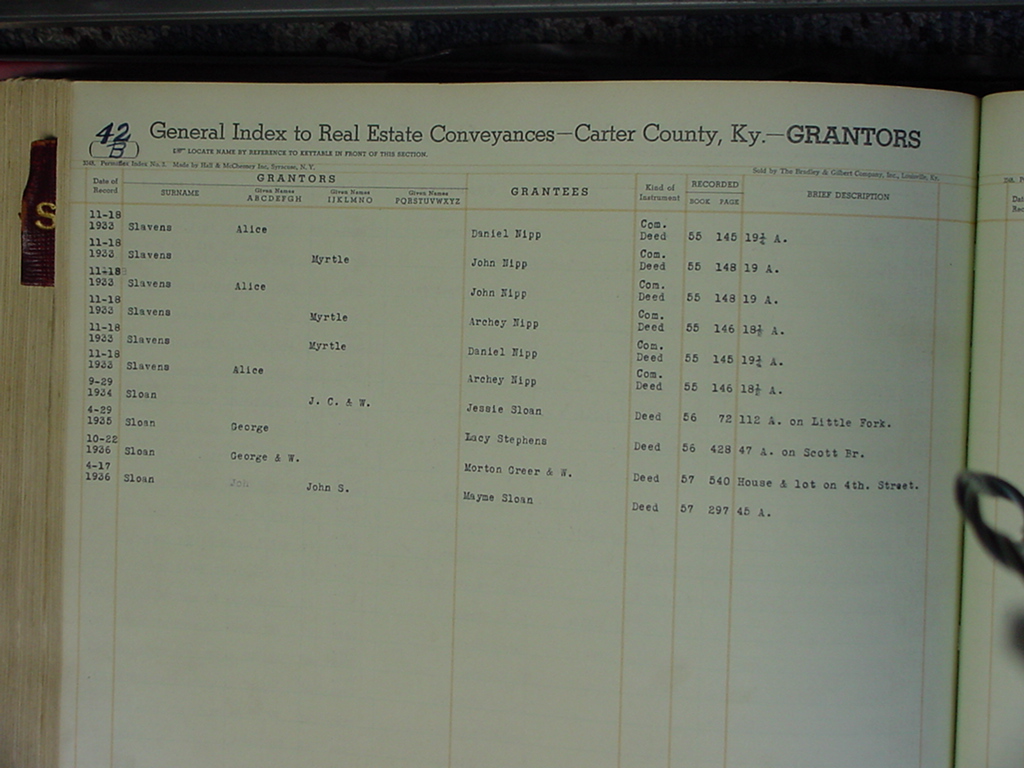 42
(B)
General Index to Real Estate Conveyances—Carter County, Ky.—GRANTORS
LOCATE NAME BY REFERENCE TO KEYTABLE IN FRONT OF THIS SECTION.
Index No. 1. Made by Hall & McChesney Inc, Syracuse, N.Y.
Sold by The Bradley & Gilbert Company, Inc., Louisville, Ky.
Date of Record GRANTORS GRANTEES Kind of Instrument RECORDED BRIEF DESCRIPTION
SURNAME Given Names ABCDEFGH Given Names IJKLMNO Given Names PQRSTUVWXYZ BOOK PAGE
S
11-18 1933 Slavens Alice Daniel Nipp Com. Deed 55 145 19¼ A.
11-18 1933 Slavens Myrtle John Nipp Com. Deed 55 148 19 A.
11-18 1933 Slavens Alice John Nipp Com. Deed 55 148 19 A.
11-18 1933 Slavens Myrtle Archey Nipp Com. Deed 55 146 18½ A.
11-18 1933 Slavens Myrtle Daniel Nipp Com. Deed 55 145 19¼ A.
11-18 1933 Slavens Alice Archey Nipp Com. Deed 55 146 18½ A.
9-29 1934 Sloan J. C. & W. Jessie Sloan Deed 56 72 112 A. on Little Fork.
4-29 1935 Sloan George Lacy Stephens Deed 56 428 47 A. on Scott Br.
10-22 1936 Sloan George & W. Morton Greer & W. Deed 57 540 House & lot on 4th. Street.
4-17 1936 Sloan John S. Mayme Sloan Deed 57 297 45 A.